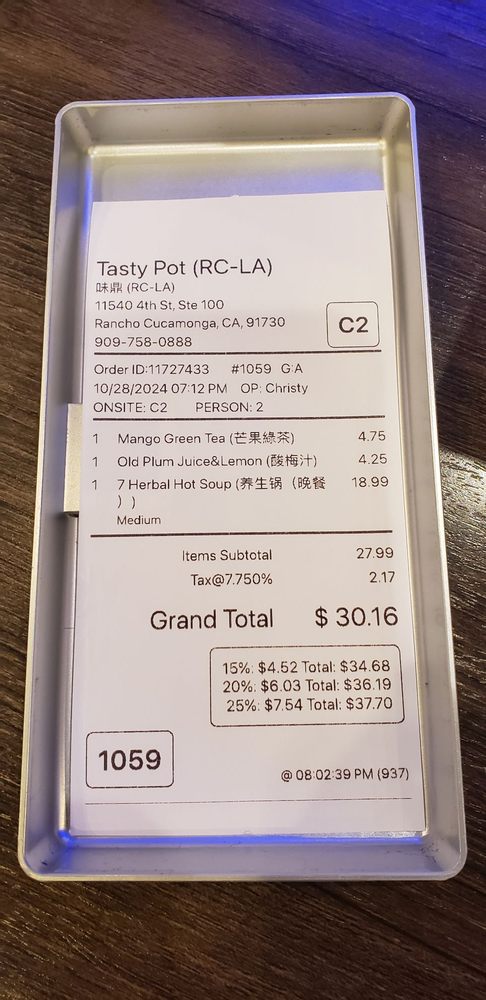 Tasty Pot (RC-LA)
味鼎 (RC-LA)
11540 4th St, Ste 100
Rancho Cucamonga, CA, 91730
909-758-0888
C2
Order ID:11727433 #1059 G:A
10/28/2024 07:12 PM OP: Christy
ONSITE: C2 PERSON: 2
1 Mango Green Tea (芒果綠茶) 4.75
1 Old Plum Juice&Lemon (酸梅汁) 4.25
1 7 Herbal Hot Soup (养生锅（晚餐 18.99
）)
Medium
Items Subtotal 27.99
Tax@7.750% 2.17
Grand Total $ 30.16
15%: $4.52 Total: $34.68
20%: $6.03 Total: $36.19
25%: $7.54 Total: $37.70
1059
@ 08:02:39 PM (937)